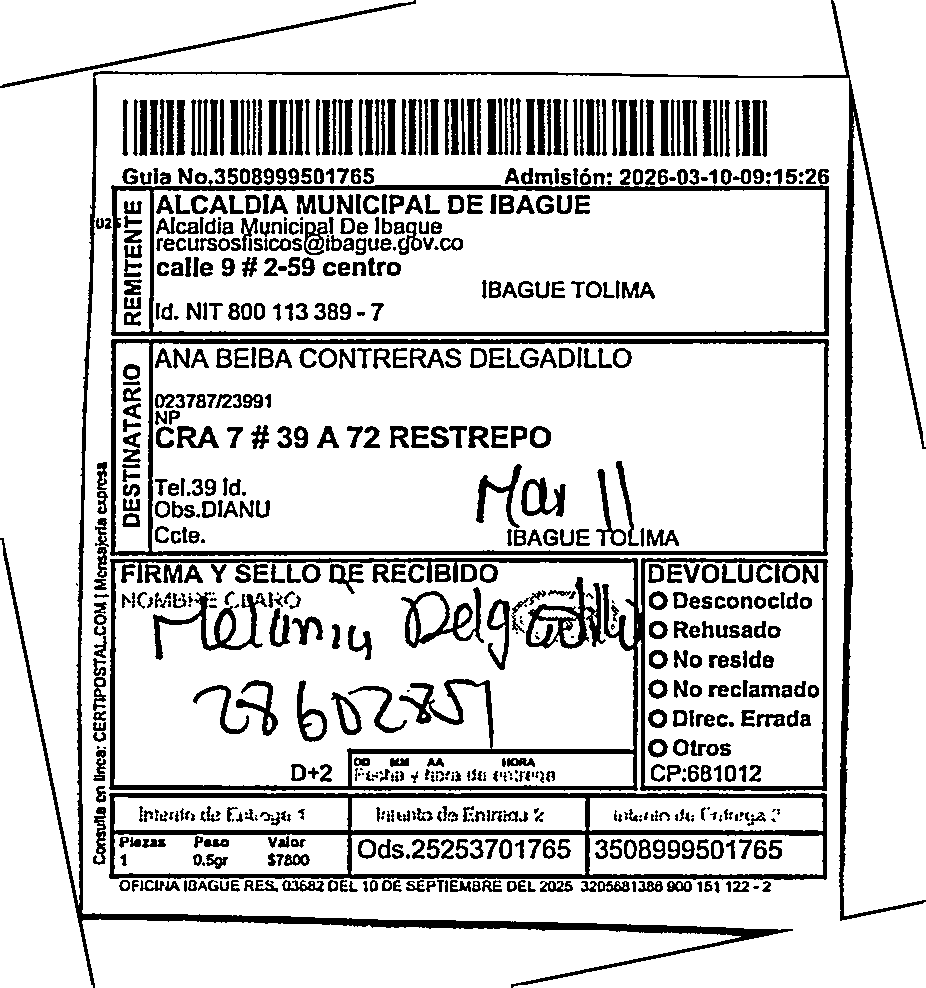 Guia No.3508999501765 Admisión: 2026-03-10-09:15:26
REMITENTE
ALCALDIA MUNICIPAL DE IBAGUE
Alcaldia Municipal De Ibague
recursosfisicos@ibague.gov.co
calle 9 # 2-59 centro
IBAGUE TOLIMA
Id. NIT 800 113 389 - 7
DESTINATARIO
ANA BEIBA CONTRERAS DELGADILLO
023787/23991
NP
CRA 7 # 39 A 72 RESTREPO
Tel.39 Id.
Obs.DIANU
Mar 11
Ccte. IBAGUE TOLIMA
Consulta en linea: CERTIPOSTAL.COM | Mensajeria expresa
FIRMA Y SELLO DE RECIBIDO
NOMBRE CLARO
Melania Delgadillo
28602851
D+2
DD MM AA HORA
Fecha y hora de entrega
DEVOLUCION
Desconocido
Rehusado
No reside
No reclamado
Direc. Errada
Otros
CP:681012
Intento de Entrega 1 Intento de Entrega 2 Intento de Entrega 3
Piezas Peso Valor
1 0.5gr $7800
Ods.25253701765 3508999501765
OFICINA IBAGUE RES. 03682 DEL 10 DE SEPTIEMBRE DEL 2025 3205681386 900 151 122 - 2